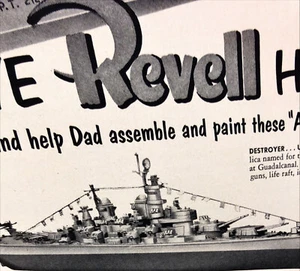 P.T.
E Revell H
nd help Dad assemble and paint these "A
DESTROYER... U
lica named for t
at Guadalcanal.
guns, life raft, i